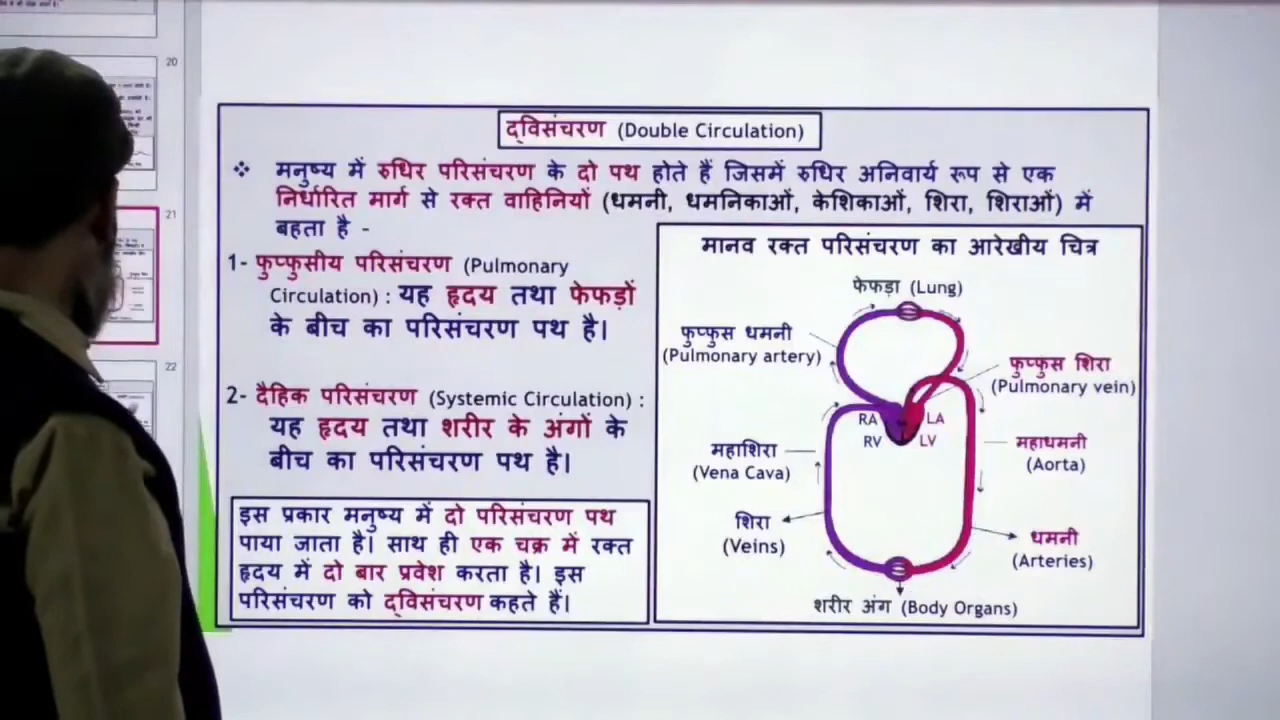 20
21
22
द्विसंचरण (Double Circulation)
❖ मनुष्य में रुधिर परिसंचरण के दो पथ होते हैं जिसमें रुधिर अनिवार्य रूप से एक
निर्धारित मार्ग से रक्त वाहिनियों (धमनी, धमनिकाओं, केशिकाओं, शिरा, शिराओं) में
बहता है -
1- फुप्फुसीय परिसंचरण (Pulmonary
Circulation) : यह हृदय तथा फेफड़ों
के बीच का परिसंचरण पथ है।
2- दैहिक परिसंचरण (Systemic Circulation) :
यह हृदय तथा शरीर के अंगों के
बीच का परिसंचरण पथ है।
इस प्रकार मनुष्य में दो परिसंचरण पथ
पाया जाता है। साथ ही एक चक्र में रक्त
हृदय में दो बार प्रवेश करता है। इस
परिसंचरण को द्विसंचरण कहते हैं।
मानव रक्त परिसंचरण का आरेखीय चित्र
फेफड़ा (Lung)
फुप्फुस धमनी
(Pulmonary artery)
फुप्फुस शिरा
(Pulmonary vein)
RA LA
RV LV
महाशिरा
(Vena Cava)
महाधमनी
(Aorta)
शिरा
(Veins)
धमनी
(Arteries)
शरीर अंग (Body Organs)